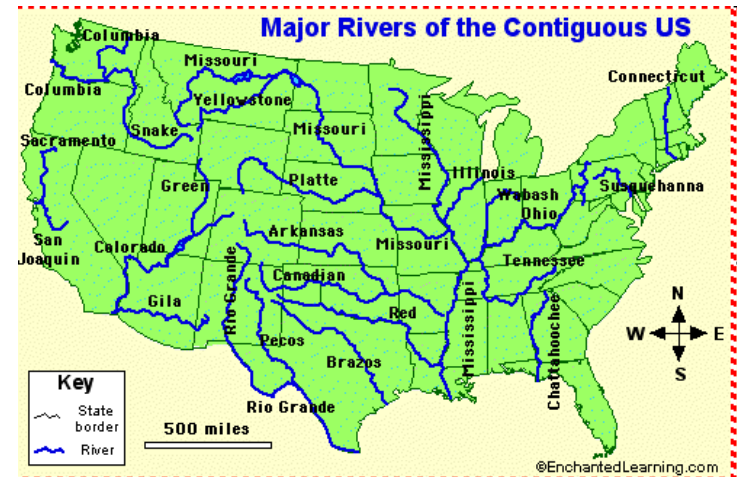 Major Rivers of the Contiguous US
Columbia
Missouri
Connecticut
Columbia
Yellowstone
Mississippi
Snake
Missouri
Sacramento
Illinois
Green
Platte
Wabash
Susquehanna
Ohio
San
Joaquin
Colorado
Arkansas
Missouri
Tennessee
Canadian
Gila
Rio Grande
Red
Mississippi
Chattahoochee
N
W
E
S
Pecos
Brazos
Rio Grande
Key
State
border
River
500 miles
©EnchantedLearning.com